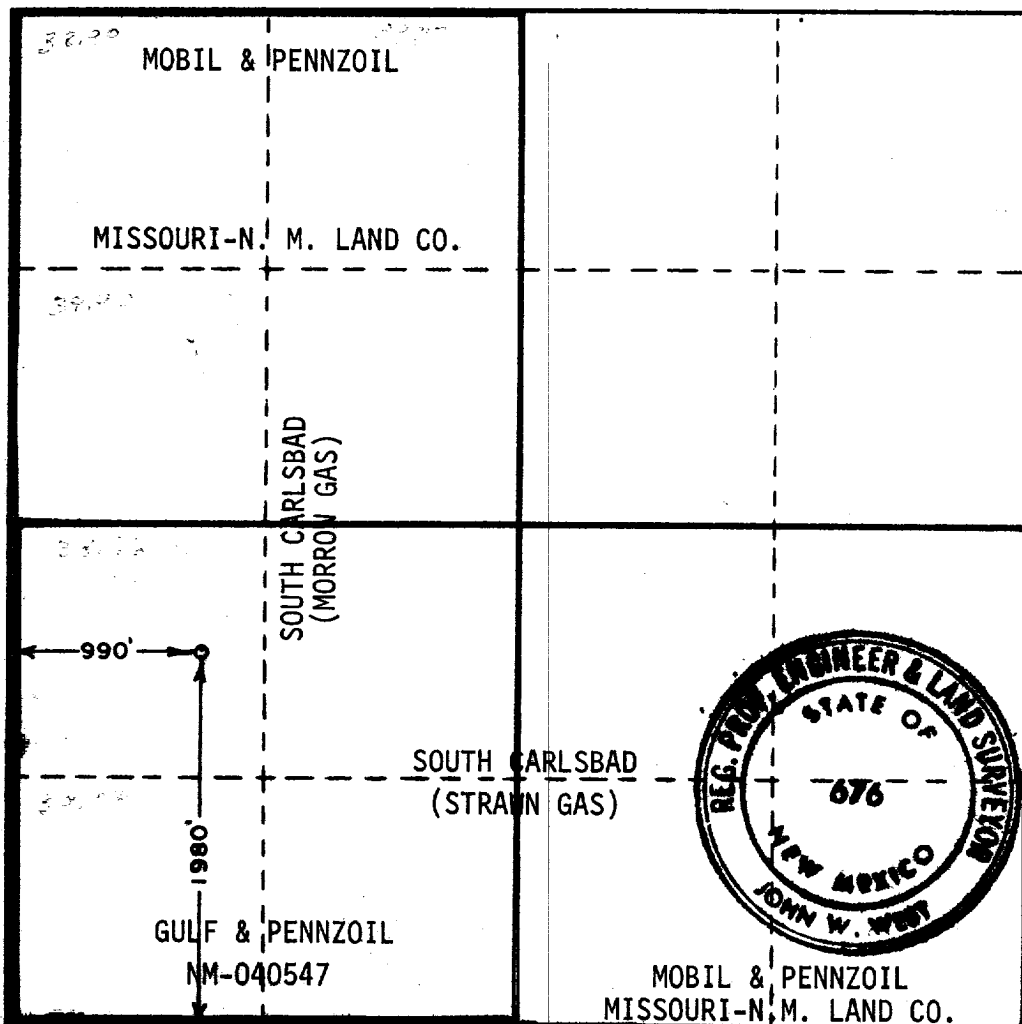 MOBIL & PENNZOIL
MISSOURI-N. M. LAND CO.
SOUTH CARLSBAD
(MORROW GAS)
990'
1980'
SOUTH CARLSBAD
(STRAWN GAS)
GULF & PENNZOIL
NM-040547
REG. PROF. ENGINEER & LAND SURVEYOR
STATE OF
676
NEW MEXICO
JOHN W. WEST
MOBIL & PENNZOIL
MISSOURI-N.M. LAND CO.